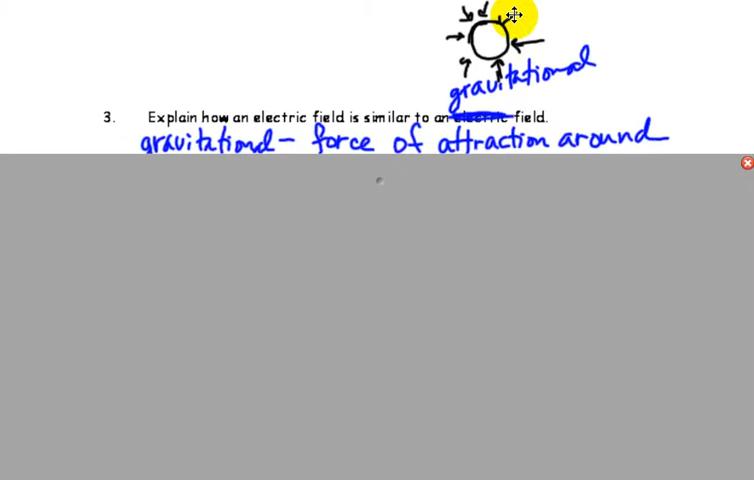 gravitational
3. Explain how an electric field is similar to an electric field.
gravitational - force of attraction around